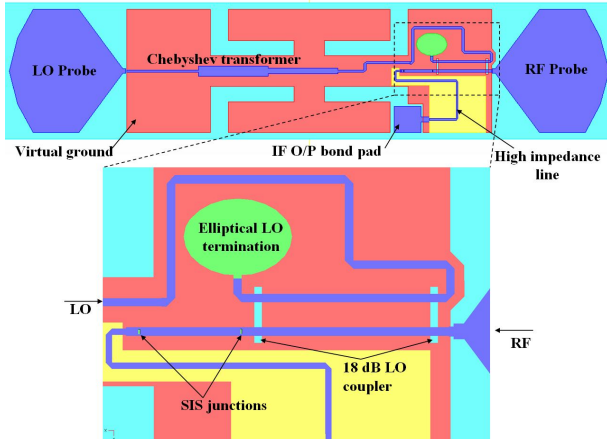 LO Probe
Chebyshev transformer
RF Probe
Virtual ground
IF O/P bond pad
High impedance
line
Elliptical LO
termination
LO
RF
SIS junctions
18 dB LO
coupler